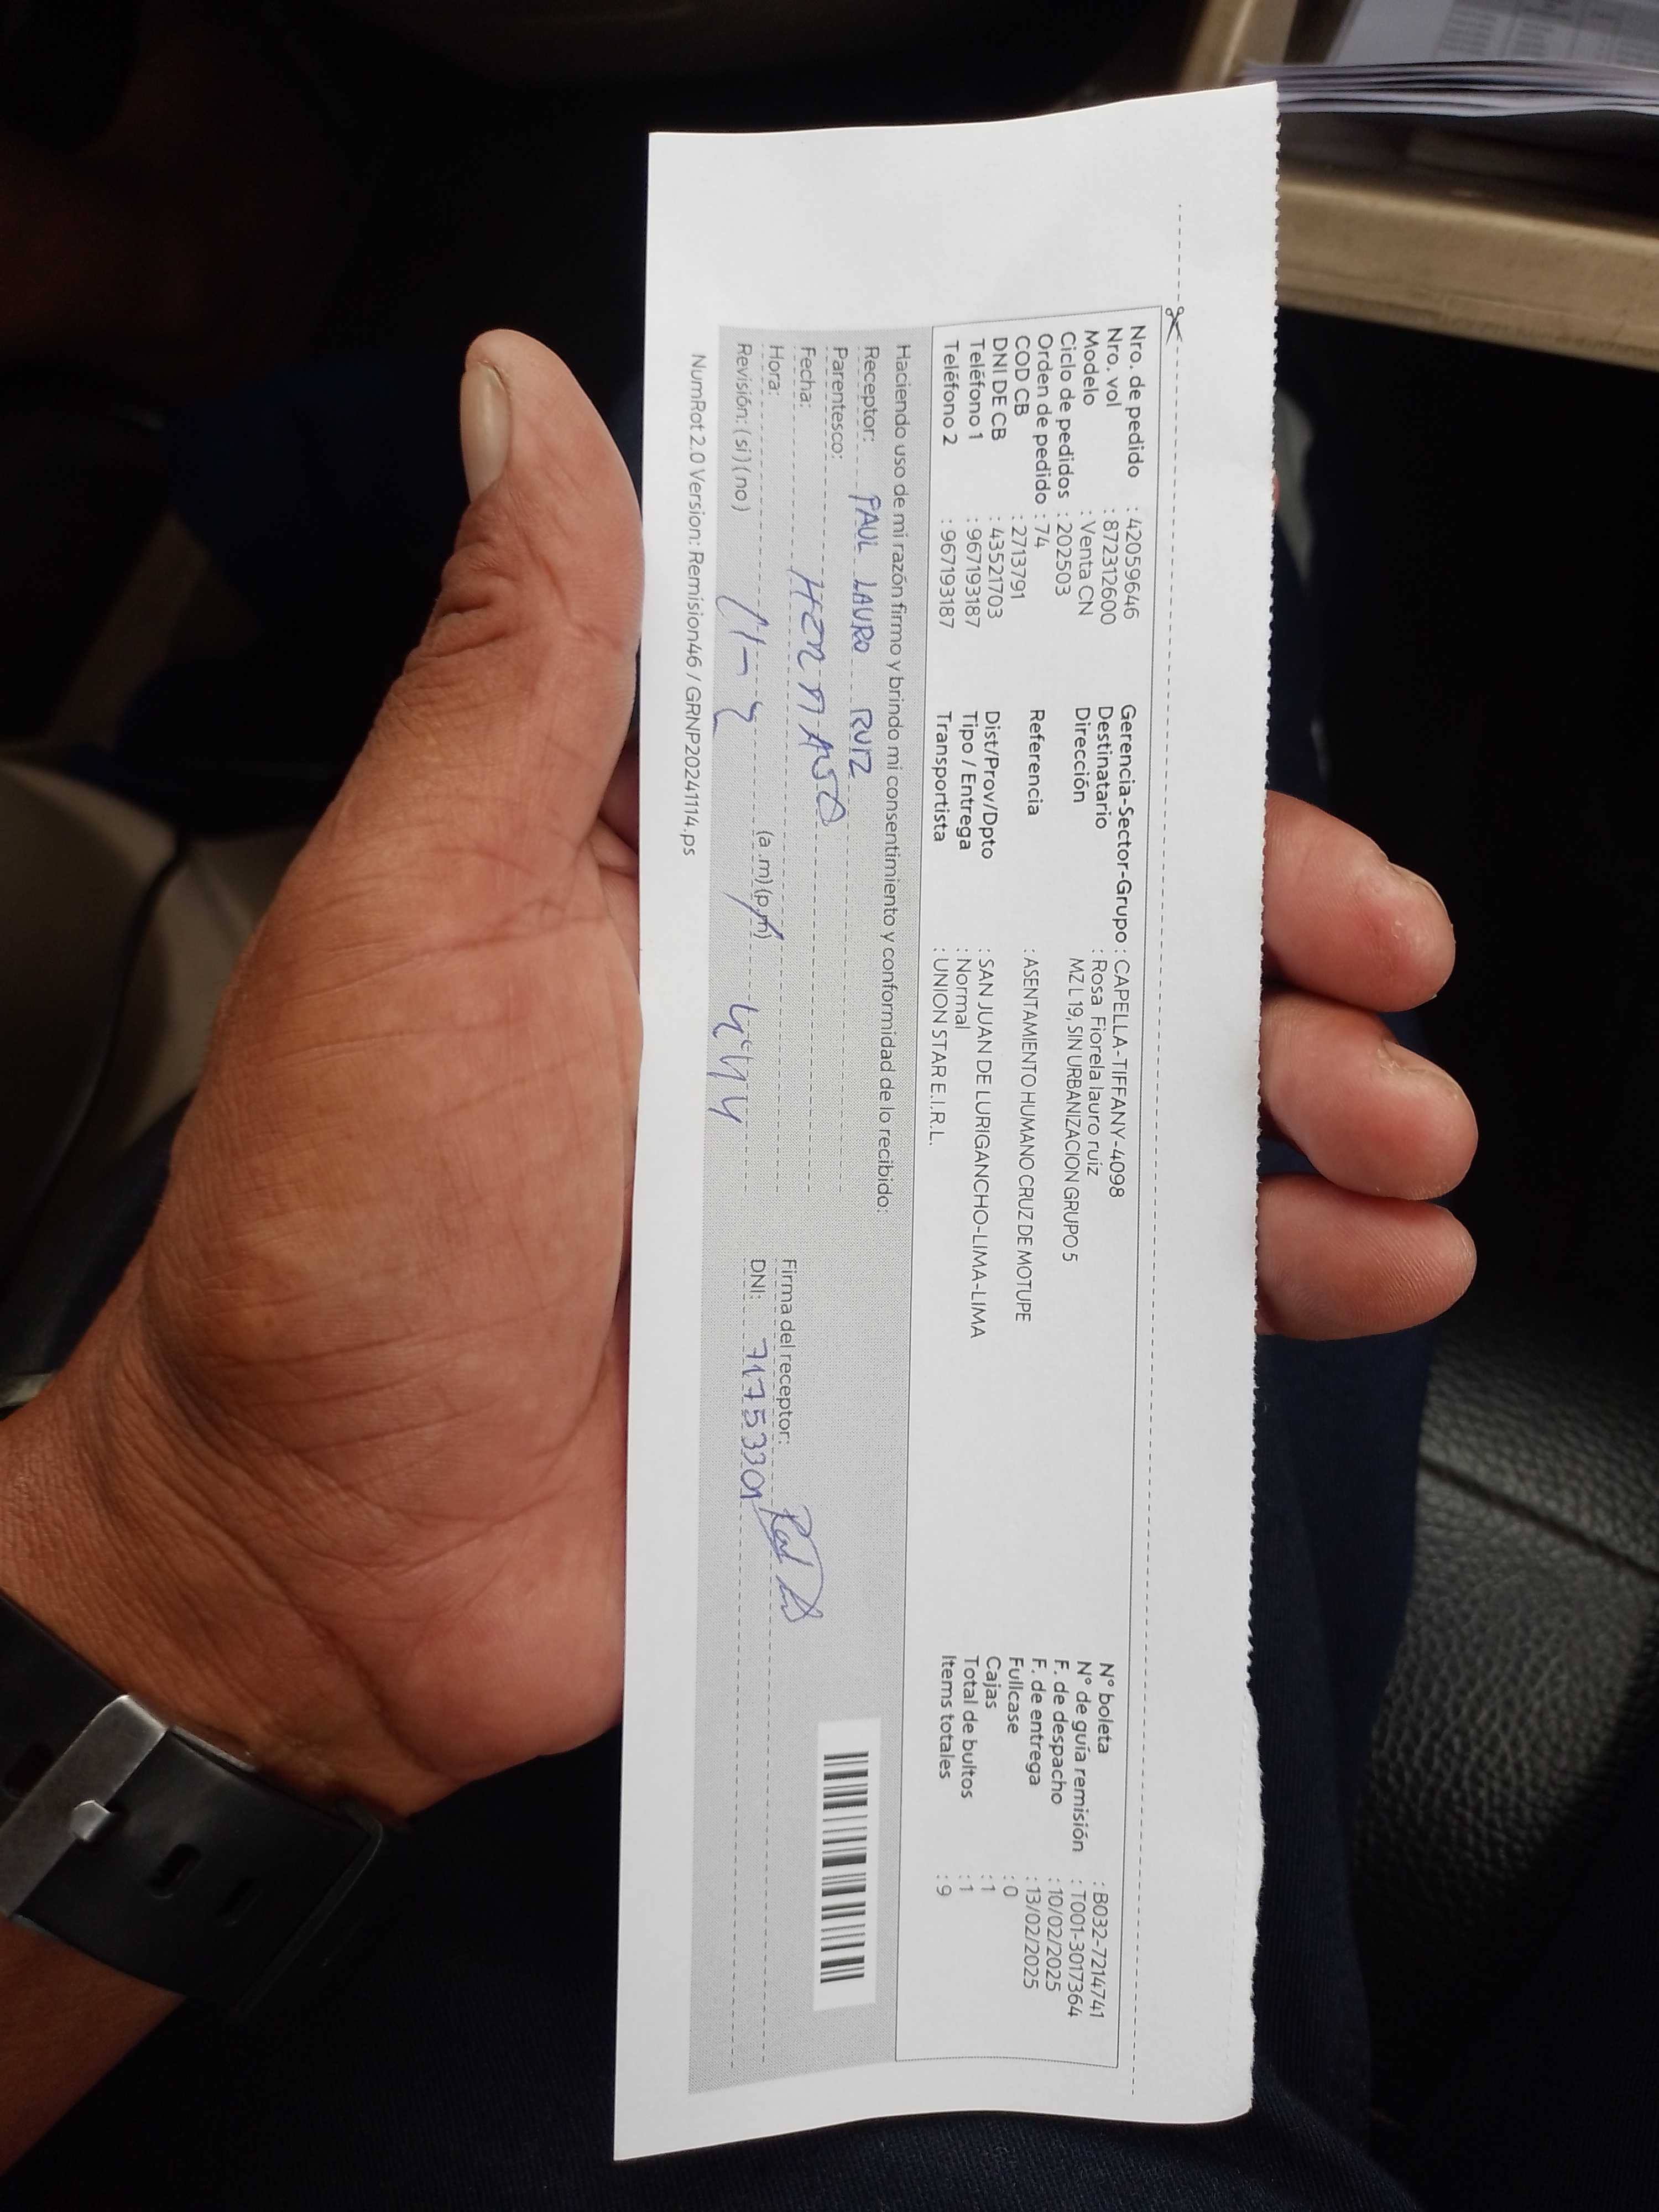 Nro. de pedido : 42059646
Nro. vol : 872312600
Modelo : Venta CN
Ciclo de pedidos : 202503
Orden de pedido : 74
COD CB : 2713791
DNI DE CB : 43521703
Teléfono 1 : 967193187
Teléfono 2 : 967193187
Gerencia-Sector-Grupo : CAPELLA-TIFFANY-4098
Destinatario : Rosa Fiorela lauro ruiz
Dirección MZ L 19, SIN URBANIZACION GRUPO 5
Referencia : ASENTAMIENTO HUMANO CRUZ DE MOTUPE
Dist/Prov/Dpto : SAN JUAN DE LURIGANCHO-LIMA-LIMA
Tipo / Entrega : Normal
Transportista : UNION STAR E.I.R.L.
N° boleta : B032-7214741
N° de guía remisión : T001-3017364
F. de despacho : 10/02/2025
F. de entrega : 13/02/2025
Fullcase : 0
Cajas : 1
Total de bultos : 1
Items totales : 9
Haciendo uso de mi razón firmo y brindo mi consentimiento y conformidad de lo recibido:
Receptor: PAUL LAURO RUIZ
Parentesco:
Fecha:
Hora: (a.m) (p.m)
Revisión: ( si ) ( no )
Firma del receptor:
DNI: 71753301
NumRot 2.0 Version: Remision46 / GRNP20241114.ps